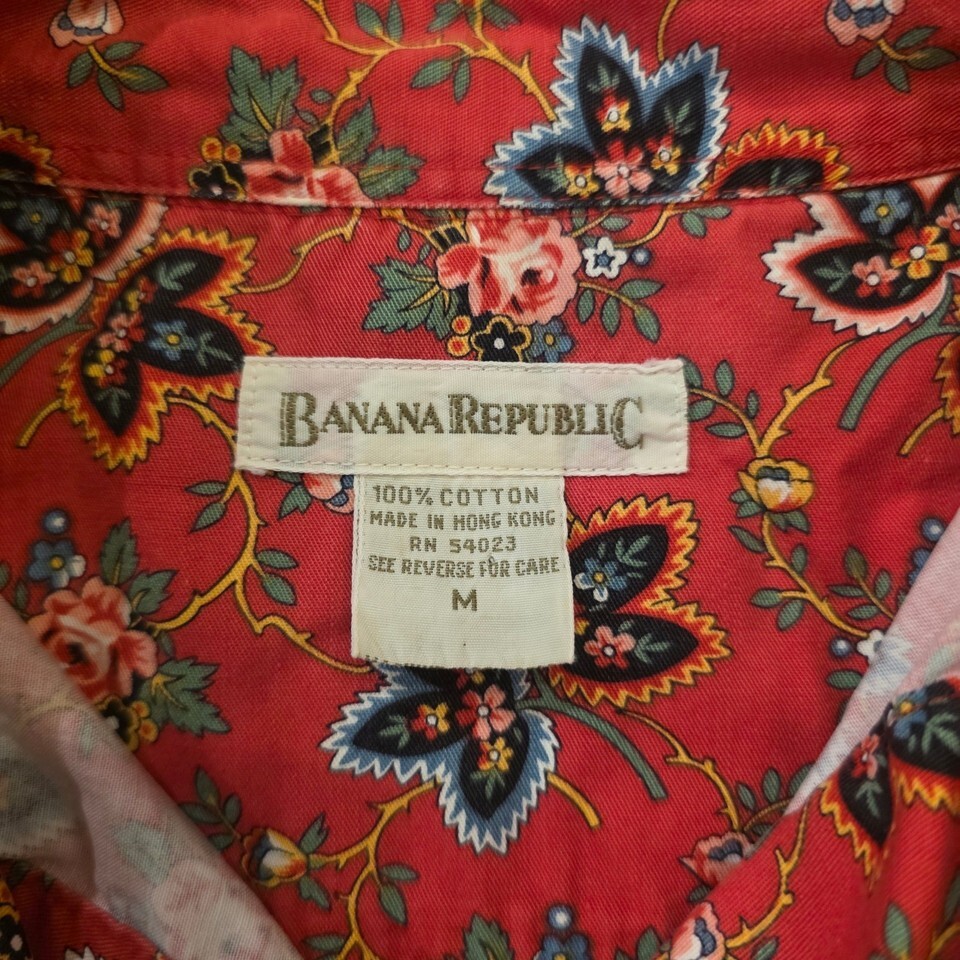 BANANA REPUBLIC
100% COTTON
MADE IN HONG KONG
RN 54023
SEE REVERSE FOR CARE
M